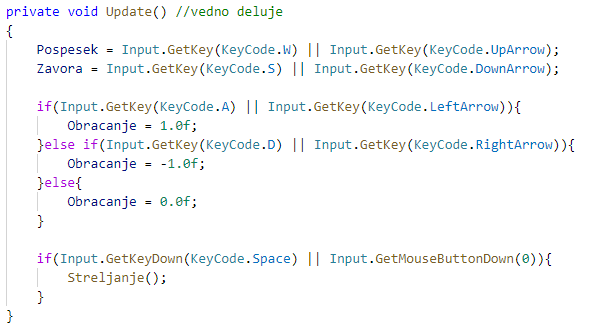 private void Update() //vedno deluje
{
    Pospesek = Input.GetKey(KeyCode.W) || Input.GetKey(KeyCode.UpArrow);
    Zavora = Input.GetKey(KeyCode.S) || Input.GetKey(KeyCode.DownArrow);

    if(Input.GetKey(KeyCode.A) || Input.GetKey(KeyCode.LeftArrow)){
        Obracanje = 1.0f;
    }else if(Input.GetKey(KeyCode.D) || Input.GetKey(KeyCode.RightArrow)){
        Obracanje = -1.0f;
    }else{
        Obracanje = 0.0f;
    }

    if(Input.GetKeyDown(KeyCode.Space) || Input.GetMouseButtonDown(0)){
        Streljanje();
    }
}